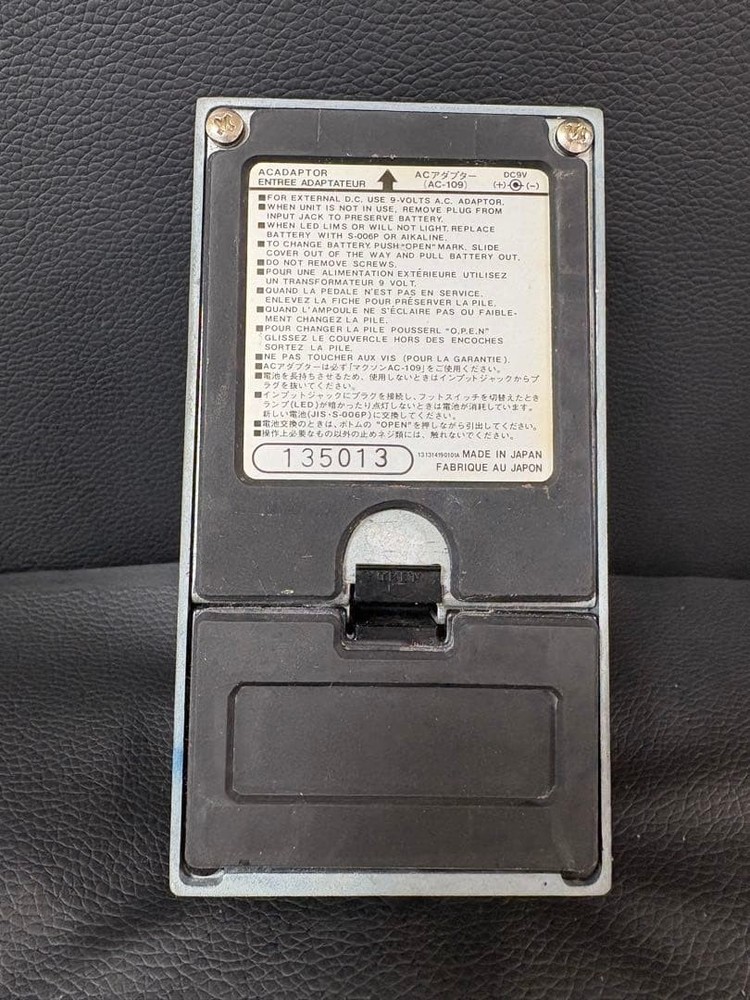 ACADAPTOR
ENTREE ADAPTATEUR
ACアダプター
(AC-109)
DC9V
(+) (-)
■FOR EXTERNAL D.C. USE 9-VOLTS A.C. ADAPTOR.
■WHEN UNIT IS NOT IN USE, REMOVE PLUG FROM
INPUT JACK TO PRESERVE BATTERY.
■WHEN LED LIMS OR WILL NOT LIGHT, REPLACE
BATTERY WITH S-006P OR AIKALINE.
■TO CHANGE BATTERY. PUSH:"OPEN" MARK. SLIDE
COVER OUT OF THE WAY AND PULL BATTERY OUT.
■DO NOT REMOVE SCREWS.
■POUR UNE ALIMENTATION EXTÉRIEURE UTILISEZ
UN TRANSFORMATEUR 9 VOLT.
■QUAND LA PEDALE N'EST PAS EN SERVICE.
ENLEVEZ LA FICHE POUR PRÉSERVER LA PILE.
■QUAND L'AMPOULE NE S'ÉCLAIRE PAS OU FAIBLE-
MENT CHANGEZ LA PILE.
■POUR CHANGER LA PILE POUSSERL "O,P.E.N"
GLISSEZ LE COUVERCLE HORS DES ENCOCHES
SORTEZ LA PILE.
■NE PAS TOUCHER AUX VIS (POUR LA GARANTIE).
■ACアダプターは必ず「マクソンAC-109」をご使用ください。
■電池を長持ちさせるため、使用しないときはインプットジャックからプ
ラグを抜いてください。
■インプットジャックにプラグを接続し、フットスイッチを切替えたとき
ランプ(LED)が暗かったり点灯しないときは電池が消耗しています。
新しい電池(JIS・S-006P)に交換してください。
■電池交換のときは、ボトムの "OPEN" を押しながら引出してください。
■操作上必要なもの以外の止めネジ類には、触れないでください。
135013
131314190101A MADE IN JAPAN
FABRIQUE AU JAPON